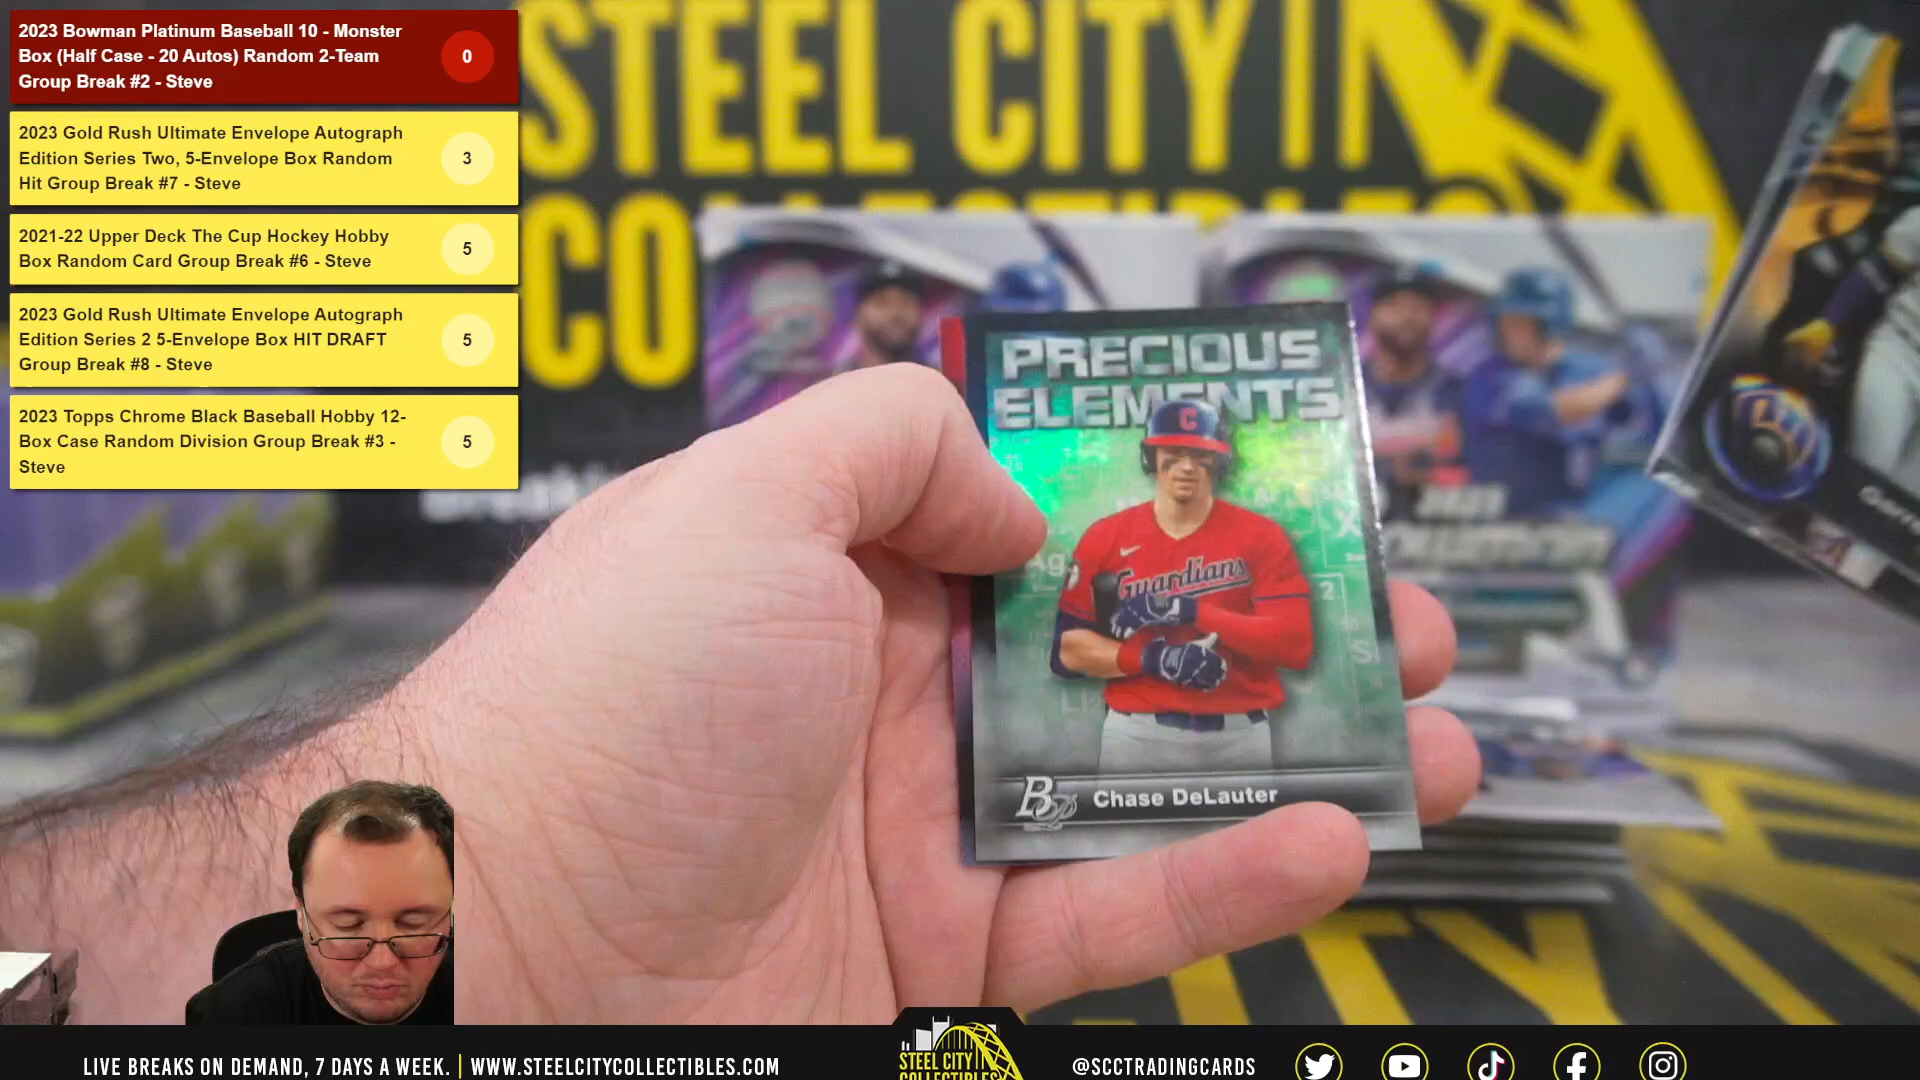 2023 Bowman Platinum Baseball 10 - Monster
Box (Half Case - 20 Autos) Random 2-Team
Group Break #2 - Steve
0
2023 Gold Rush Ultimate Envelope Autograph
Edition Series Two, 5-Envelope Box Random
Hit Group Break #7 - Steve
3
2021-22 Upper Deck The Cup Hockey Hobby
Box Random Card Group Break #6 - Steve
5
2023 Gold Rush Ultimate Envelope Autograph
Edition Series 2 5-Envelope Box HIT DRAFT
Group Break #8 - Steve
5
2023 Topps Chrome Black Baseball Hobby 12-
Box Case Random Division Group Break #3 -
Steve
5
STEEL CITY
PRECIOUS
ELEMENTS
C
Ag
X
2
S
Guardians
B
Chase DeLauter
LIVE BREAKS ON DEMAND, 7 DAYS A WEEK. | WWW.STEELCITYCOLLECTIBLES.COM
STEEL CITY
COLLECTIBLES
@SCCTRADINGCARDS